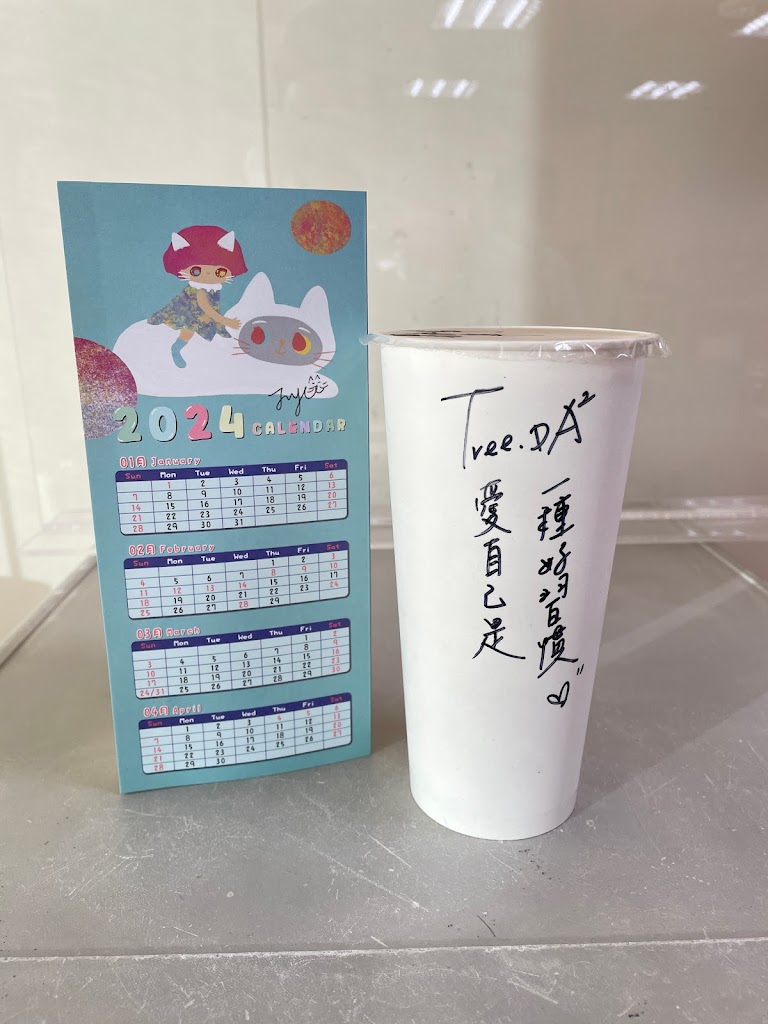 2024 CALENDAR
01月 January
Sun Mon Tue Wed Thu Fri Sat
1 2 3 4 5 6
7 8 9 10 11 12 13
14 15 16 17 18 19 20
21 22 23 24 25 26 27
28 29 30 31
02月 February
Sun Mon Tue Wed Thu Fri Sat
1 2 3
4 5 6 7 8 9 10
11 12 13 14 15 16 17
18 19 20 21 22 23 24
25 26 27 28 29
03月 March
Sun Mon Tue Wed Thu Fri Sat
1 2
3 4 5 6 7 8 9
10 11 12 13 14 15 16
17 18 19 20 21 22 23
24/31 25 26 27 28 29 30
04月 April
Sun Mon Tue Wed Thu Fri Sat
1 2 3 4 5 6
7 8 9 10 11 12 13
14 15 16 17 18 19 20
21 22 23 24 25 26 27
28 29 30
Tree.DA²
愛自己是
一種好習慣♡"